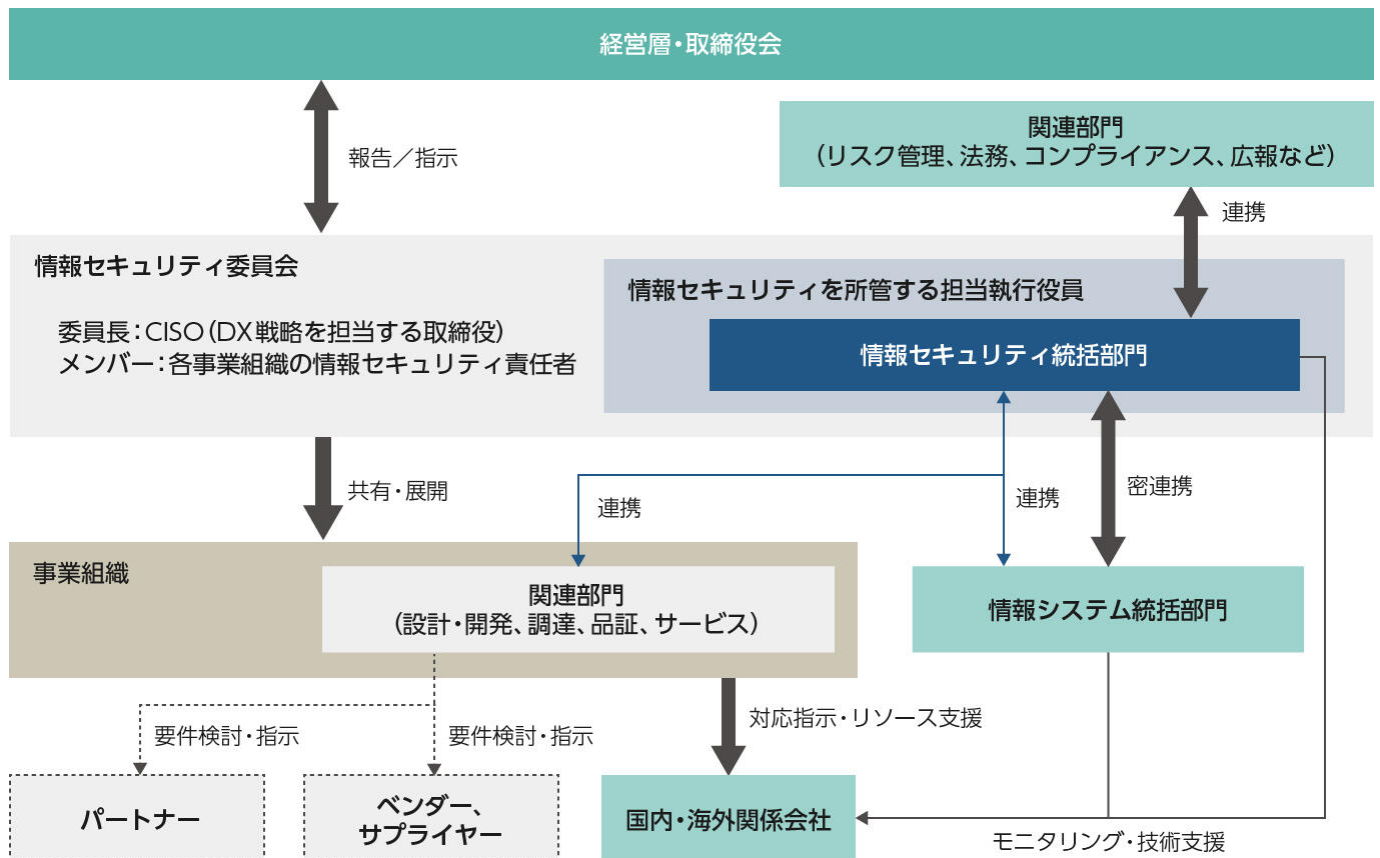 経営層・取締役会
関連部門
（リスク管理、法務、コンプライアンス、広報など）
報告／指示
連携
情報セキュリティ委員会
委員長：CISO（DX戦略を担当する取締役）
メンバー：各事業組織の情報セキュリティ責任者
情報セキュリティを所管する担当執行役員
情報セキュリティ統括部門
共有・展開
連携
連携
密連携
事業組織
関連部門
（設計・開発、調達、品証、サービス）
情報システム統括部門
要件検討・指示
要件検討・指示
対応指示・リソース支援
パートナー
ベンダー、
サプライヤー
国内・海外関係会社
モニタリング・技術支援